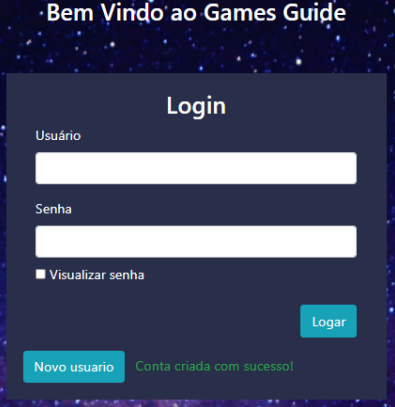 Bem Vindo ao Games Guide
Login
Usuário
Senha
Visualizar senha
Logar
Novo usuario
Conta criada com sucesso!